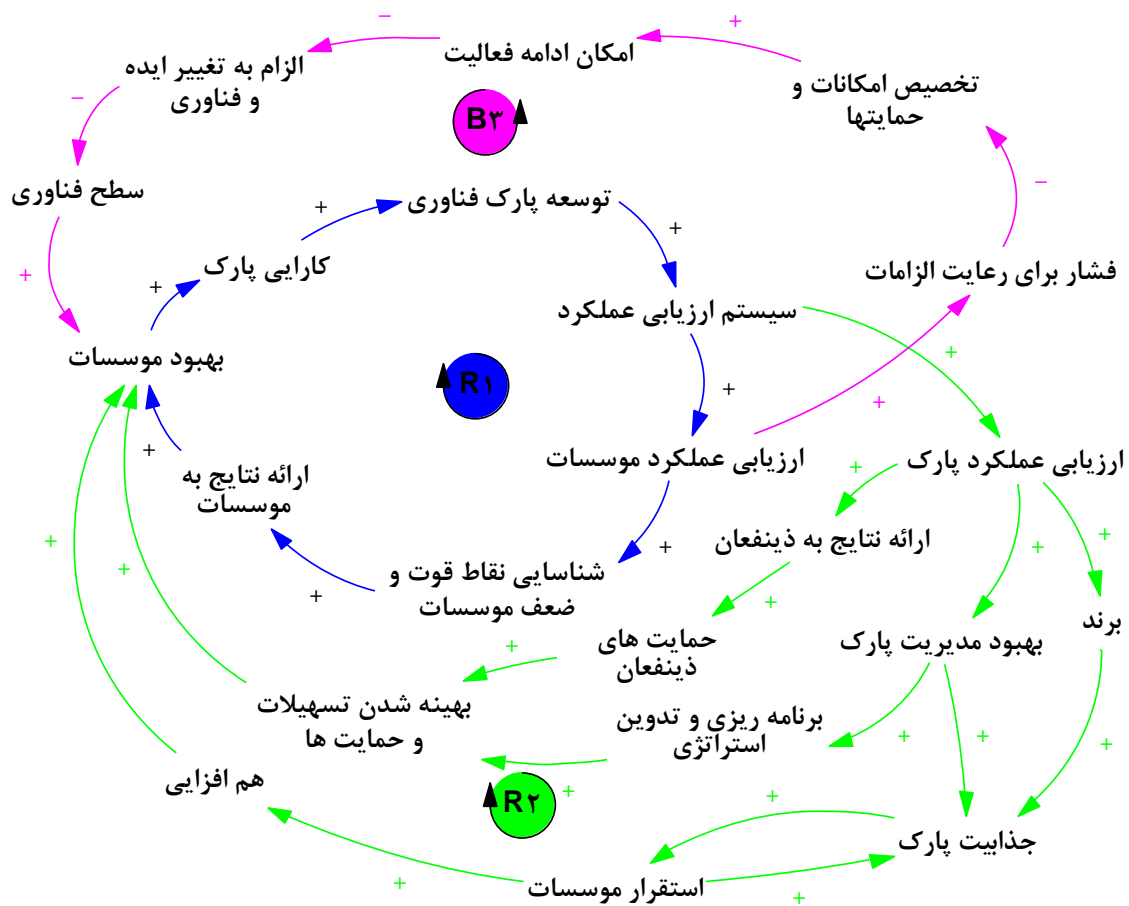 −
+
امکان ادامه فعالیت
الزام به تغییر ایده
و فناوری
تخصیص امکانات و
حمایتها
−
B۳
−
سطح فناوری
توسعه پارک فناوری
+
+
+
کارایی پارک
فشار برای رعایت الزامات
+
سیستم ارزیابی عملکرد
بهبود موسسات
+
R۱
+
+
ارزیابی عملکرد موسسات
ارزیابی عملکرد پارک
+
+
ارائه نتایج به
موسسات
+
ارائه نتایج به ذینفعان
+
+
+
+
شناسایی نقاط قوت و
ضعف موسسات
+
+
+
برند
حمایت های
ذینفعان
بهبود مدیریت پارک
+
بهینه شدن تسهیلات
و حمایت ها
برنامه ریزی و تدوین
استراتژی
+
+
+
هم افزایی
R۲
+
+
جذابیت پارک
+
استقرار موسسات
+